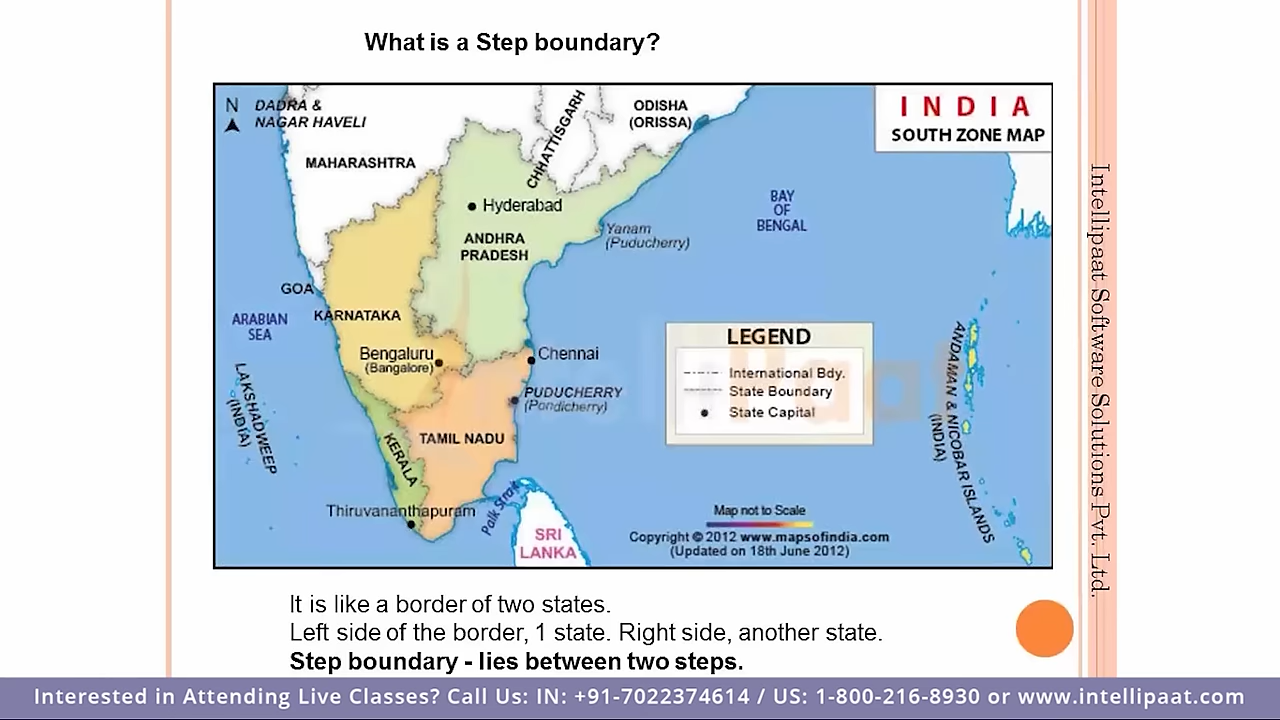 What is a Step boundary?
N
DADRA &
NAGAR HAVELI
MAHARASHTRA
CHHATTISGARH
ODISHA
(ORISSA)
INDIA
SOUTH ZONE MAP
Hyderabad
ANDHRA
PRADESH
Yanam
(Puducherry)
BAY
OF
BENGAL
GOA
KARNATAKA
ARABIAN
SEA
Bengaluru
(Bangalore)
Chennai
PUDUCHERRY
(Pondicherry)
TAMIL NADU
KERALA
LAKSHADWEEP
(INDIA)
Thiruvananthapuram
Palk Strait
SRI
LANKA
LEGEND
International Bdy.
State Boundary
State Capital
ANDAMAN & NICOBAR ISLANDS
(INDIA)
Map not to Scale
Copyright © 2012 www.mapsofindia.com
(Updated on 18th June 2012)
It is like a border of two states.
Left side of the border, 1 state. Right side, another state.
Step boundary - lies between two steps.
Intellipaat Software Solutions Pvt. Ltd.
Interested in Attending Live Classes? Call Us: IN: +91-7022374614 / US: 1-800-216-8930 or www.intellipaat.com